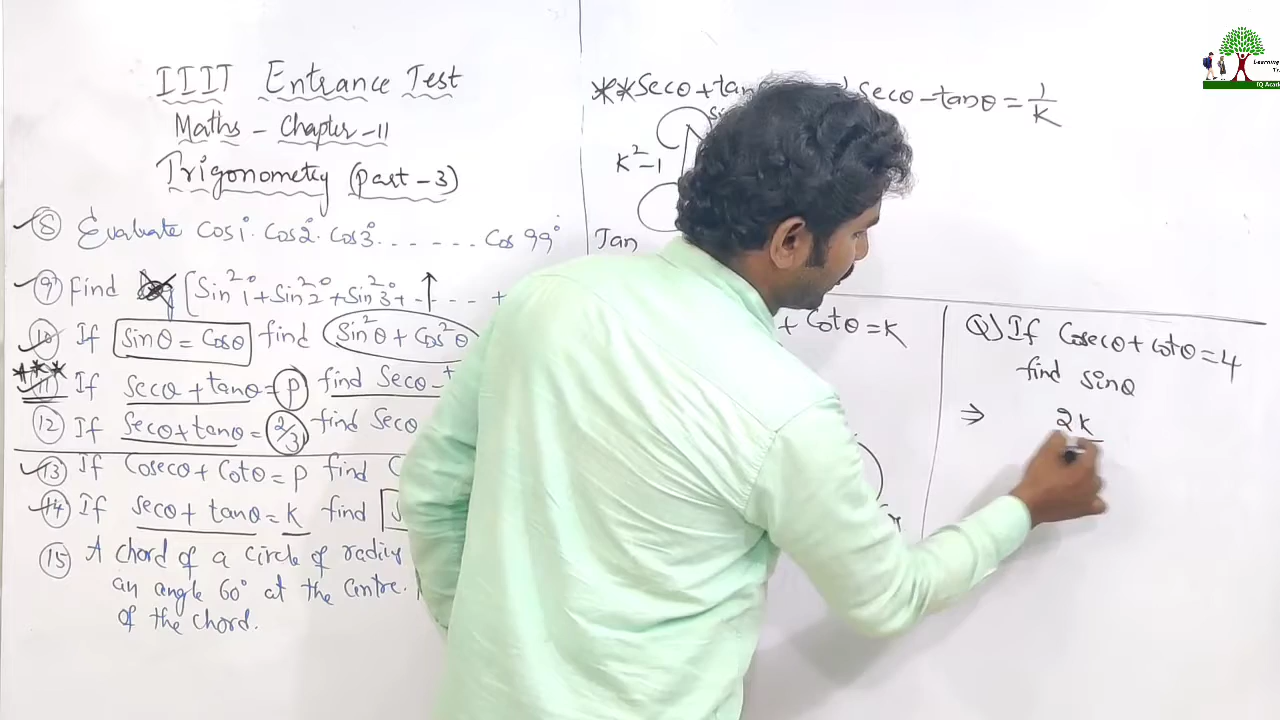 IIIT Entrance Test
Maths - Chapter-11
Trigonometry (part-3)
⑧ Evaluate cos1°. cos2°. cos3°. ...... cos 99°
⑨ Find [Sin²1°+Sin²2°+Sin²3°+ - - - - +
⑩ If Sinθ = Cosθ find Sin²θ + Cos²θ
*** ⑪ If secθ + tanθ = p find Secθ -
⑫ If Secθ+tanθ = 2/3 find Secθ
⑬ If Cosecθ + Cotθ = p find
⑭ If secθ + tanθ = k find
⑮ A chord of a circle of radius
an angle 60° at the centre.
of the chord.
**Secθ+tan secθ-tanθ = 1/K
K²-1
Tan
+ Cotθ = K
Q) If Cosecθ + cotθ = 4
find sinθ
⇒ 2K
Learning
IQ Acad